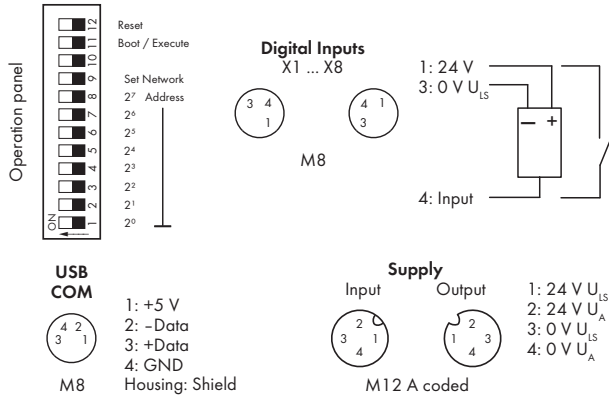 Operation panel
ON
12 Reset
11 Boot / Execute
10
9 Set Network
8 2⁷ Address
7 2⁶
6 2⁵
5 2⁴
4 2³
3 2²
2 2¹
1 2⁰
Digital Inputs
X1 ... X8
3 4
1
4 1
3
M8
1: 24 V
3: 0 V U_LS
– +
4: Input
USB
COM
4 2
3 1
M8
1: +5 V
2: –Data
3: +Data
4: GND
Housing: Shield
Supply
Input Output
2
3 1
4
2
1 3
4
M12 A coded
1: 24 V U_LS
2: 24 V U_A
3: 0 V U_LS
4: 0 V U_A